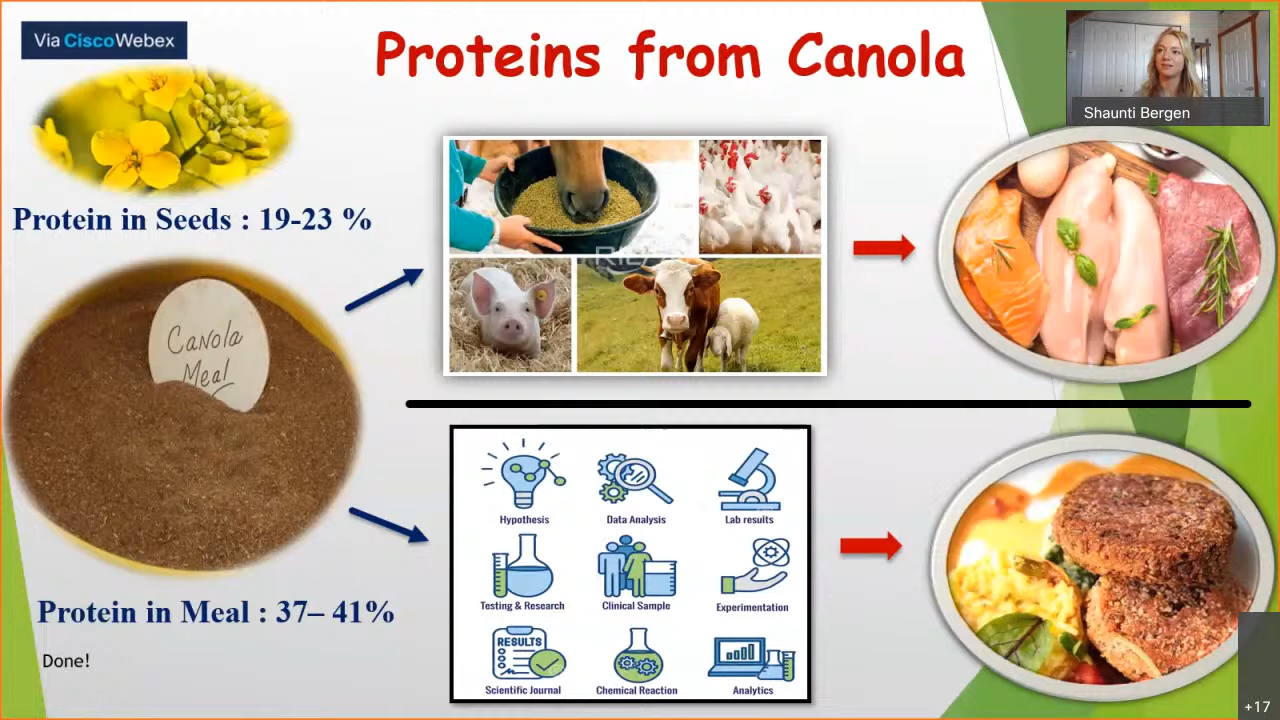 Via CiscoWebex
Proteins from Canola
Shaunti Bergen
Protein in Seeds : 19-23 %
Canola
Meal
Protein in Meal : 37– 41%
Done!
Hypothesis
Data Analysis
Lab results
Testing & Research
Clinical Sample
Experimentation
RESULTS
Scientific Journal
Chemical Reaction
Analytics
+17